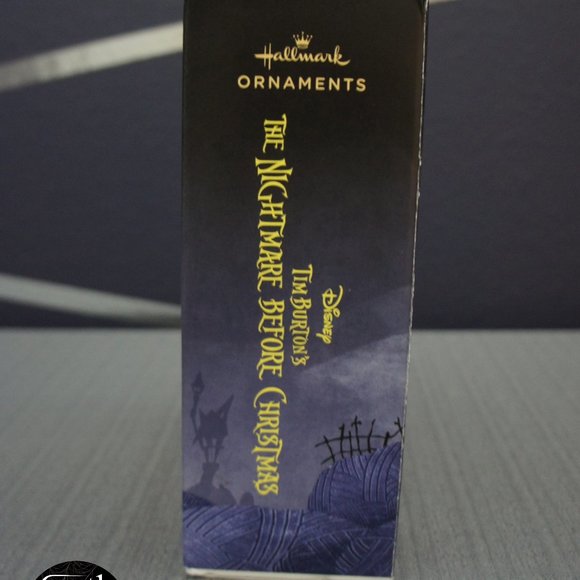 Hallmark
ORNAMENTS
DISNEY
TIM BURTON'S
THE NIGHTMARE BEFORE CHRISTMAS